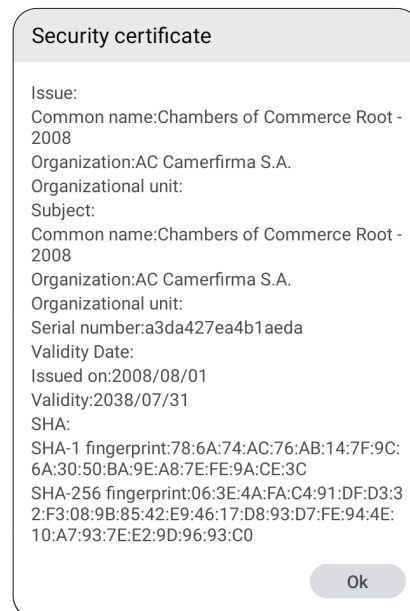 Security certificate
Issue:
Common name:Chambers of Commerce Root -
2008
Organization:AC Camerfirma S.A.
Organizational unit:
Subject:
Common name:Chambers of Commerce Root -
2008
Organization:AC Camerfirma S.A.
Organizational unit:
Serial number:a3da427ea4b1aeda
Validity Date:
Issued on:2008/08/01
Validity:2038/07/31
SHA:
SHA-1 fingerprint:78:6A:74:AC:76:AB:14:7F:9C:
6A:30:50:BA:9E:A8:7E:FE:9A:CE:3C
SHA-256 fingerprint:06:3E:4A:FA:C4:91:DF:D3:3
2:F3:08:9B:85:42:E9:46:17:D8:93:D7:FE:94:4E:
10:A7:93:7E:E2:9D:96:93:C0
Ok